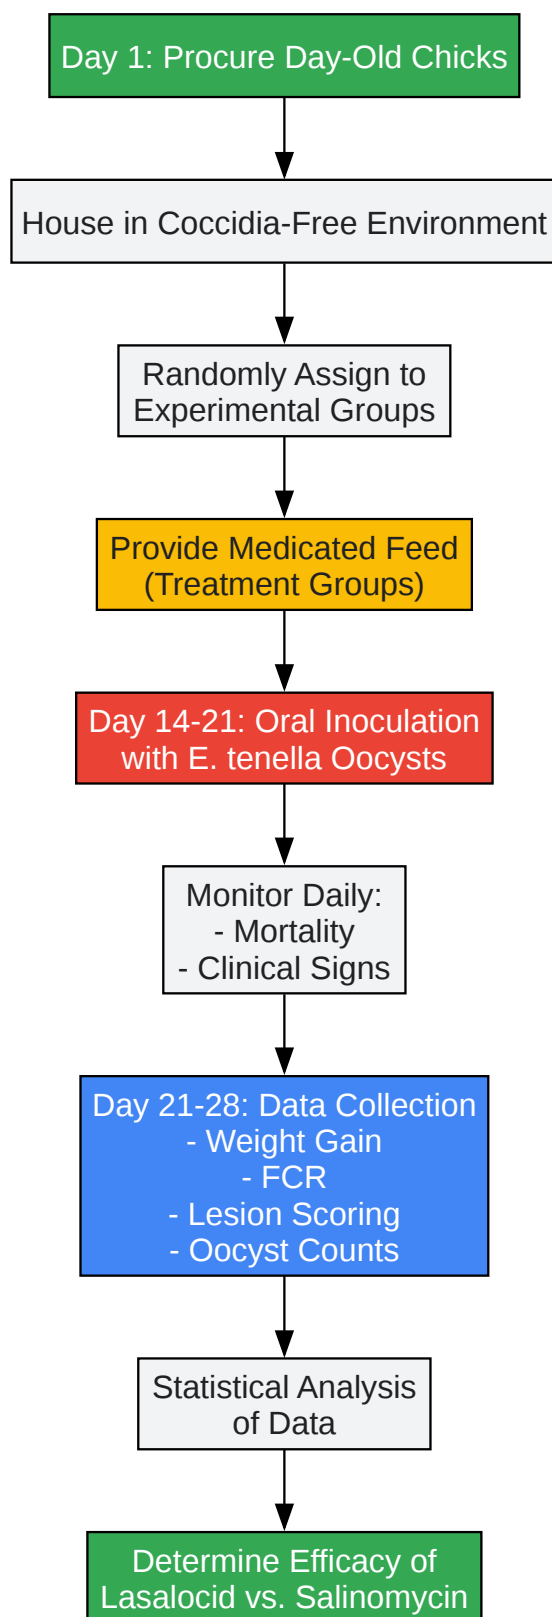 Day 1: Procure Day-Old Chicks
House in Coccidia-Free Environment
Randomly Assign to
Experimental Groups
Provide Medicated Feed
(Treatment Groups)
Day 14-21: Oral Inoculation
with E. tenella Oocysts
Monitor Daily:
- Mortality
- Clinical Signs
Day 21-28: Data Collection
- Weight Gain
- FCR
- Lesion Scoring
- Oocyst Counts
Statistical Analysis
of Data
Determine Efficacy of
Lasalocid vs. Salinomycin